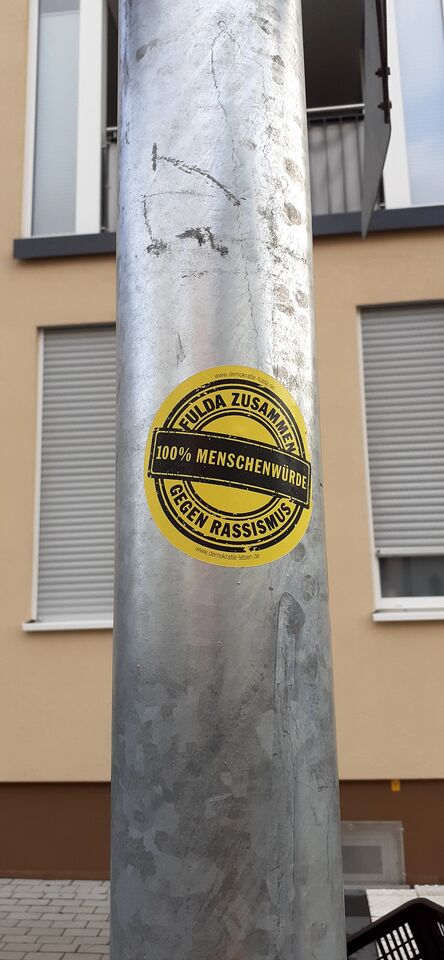 www.demokratie-fulda.de
FULDA ZUSAMMEN
100% MENSCHENWÜRDE
GEGEN RASSISMUS
www.demokratie-leben.de